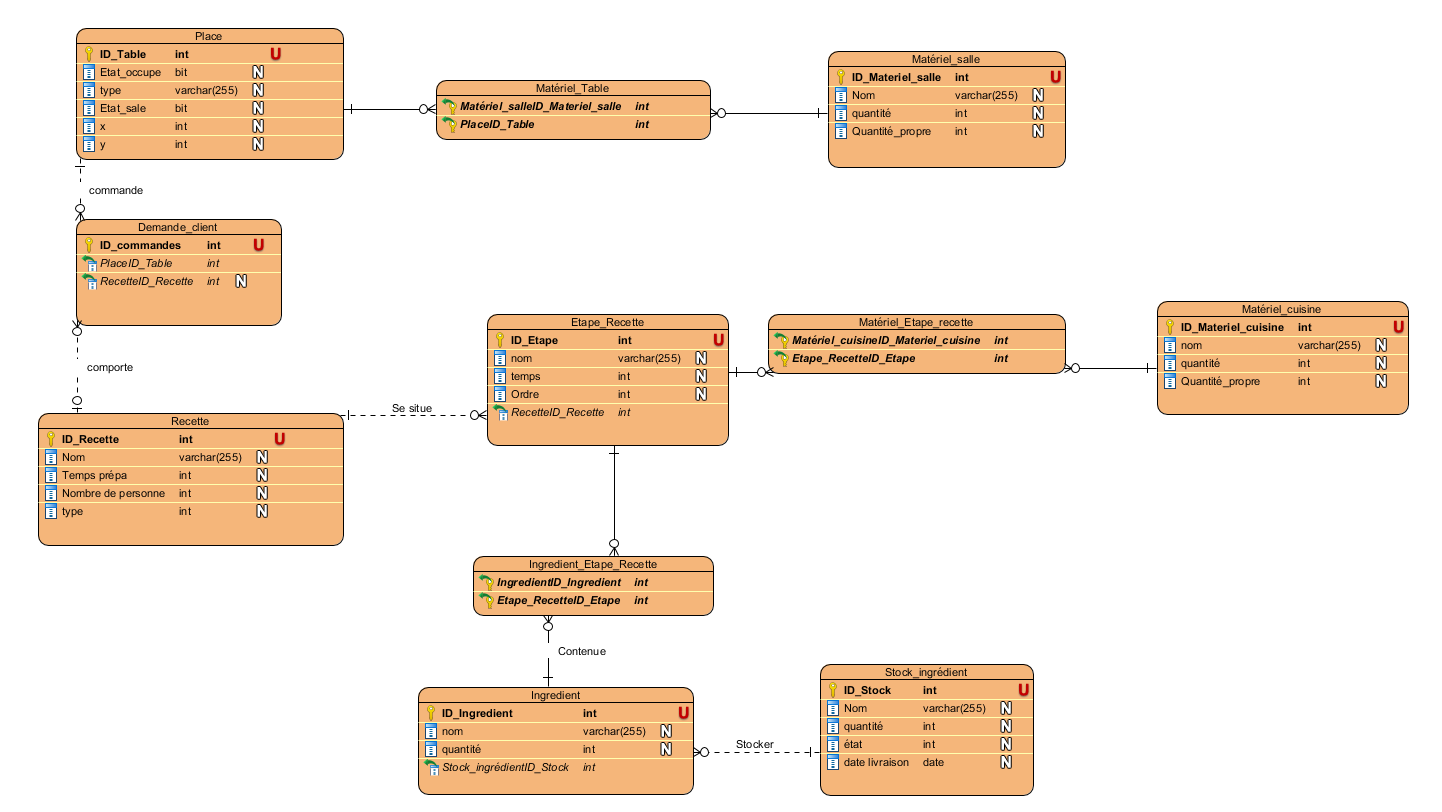 Place
ID_Table int U
Etat_occupe bit N
type varchar(255) N
Etat_sale bit N
x int N
y int N
Matériel_Table
Matériel_salleID_Materiel_salle int
PlaceID_Table int
Matériel_salle
ID_Materiel_salle int U
Nom varchar(255) N
quantité int N
Quantité_propre int N
commande
Demande_client
ID_commandes int U
PlaceID_Table int
RecetteID_Recette int N
comporte
Recette
ID_Recette int U
Nom varchar(255) N
Temps prépa int N
Nombre de personne int N
type int N
Se situe
Etape_Recette
ID_Etape int U
nom varchar(255) N
temps int N
Ordre int N
RecetteID_Recette int
Matériel_Etape_recette
Matériel_cuisineID_Materiel_cuisine int
Etape_RecetteID_Etape int
Matériel_cuisine
ID_Materiel_cuisine int U
nom varchar(255) N
quantité int N
Quantité_propre int N
Ingredient_Etape_Recette
IngredientID_Ingredient int
Etape_RecetteID_Etape int
Contenue
Ingredient
ID_Ingredient int U
nom varchar(255) N
quantité int N
Stock_ingrédientID_Stock int
Stocker
Stock_ingrédient
ID_Stock int U
Nom varchar(255) N
quantité int N
état int N
date livraison date N